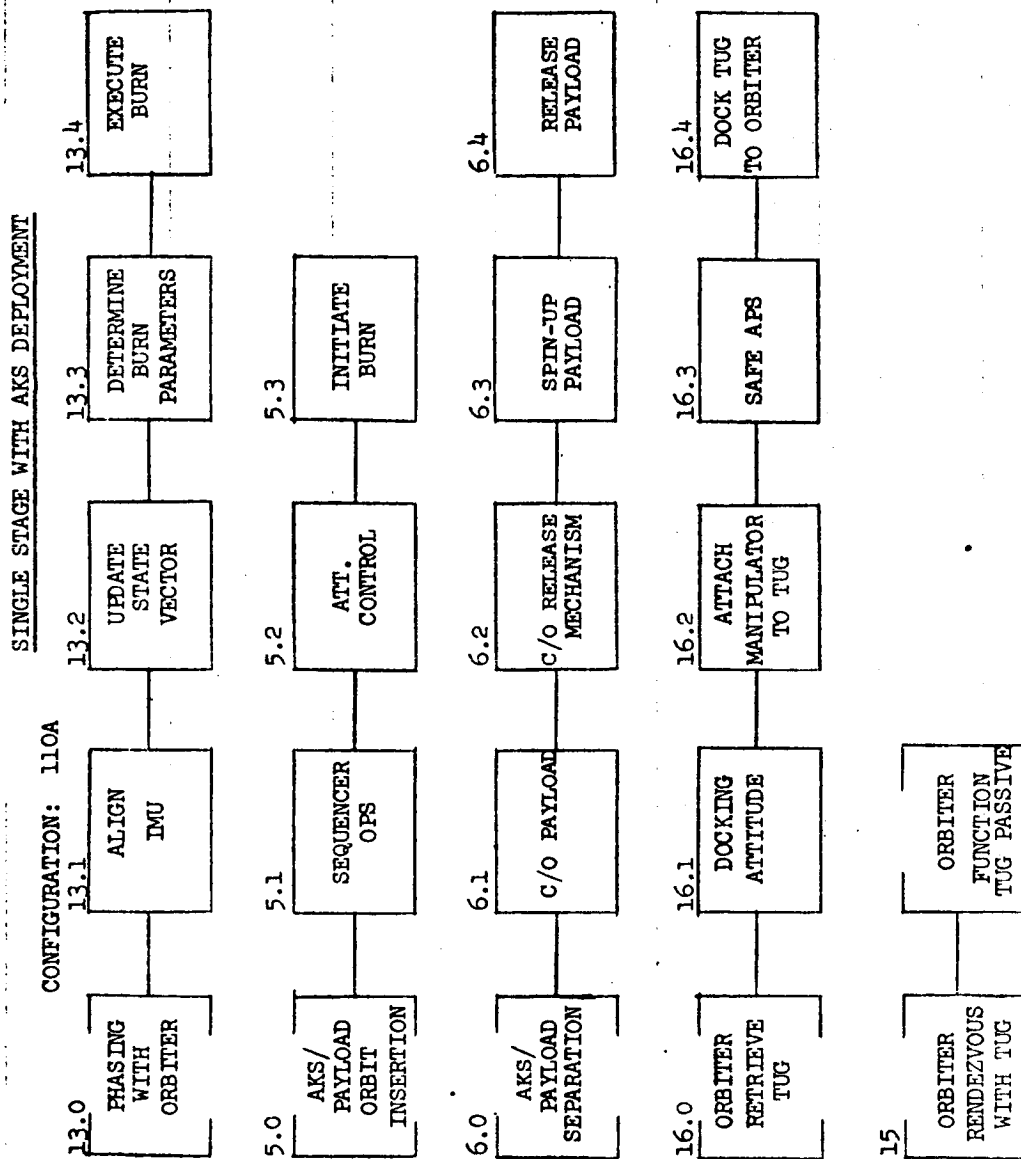 SINGLE STAGE WITH AKS DEPLOYMENT
CONFIGURATION: 110A
13.0
PHASING
WITH
ORBITER
13.1
ALIGN
IMU
13.2
UPDATE
STATE
VECTOR
13.3
DETERMINE
BURN
PARAMETERS
13.4
EXECUTE
BURN
5.0
AKS/
PAYLOAD
ORBIT
INSERTION
5.1
SEQUENCER
OPS
5.2
ATT.
CONTROL
5.3
INITIATE
BURN
6.0
AKS/
PAYLOAD
SEPARATION
6.1
C/O PAYLOAD
6.2
C/O RELEASE
MECHANISM
6.3
SPIN-UP
PAYLOAD
6.4
RELEASE
PAYLOAD
16.0
ORBITER
RETRIEVE
TUG
16.1
DOCKING
ATTITUDE
16.2
ATTACH
MANIPULATOR
TO TUG
16.3
SAFE APS
16.4
DOCK TUG
TO ORBITER
15
ORBITER
RENDEZVOUS
WITH TUG
ORBITER
FUNCTION
TUG PASSIVE